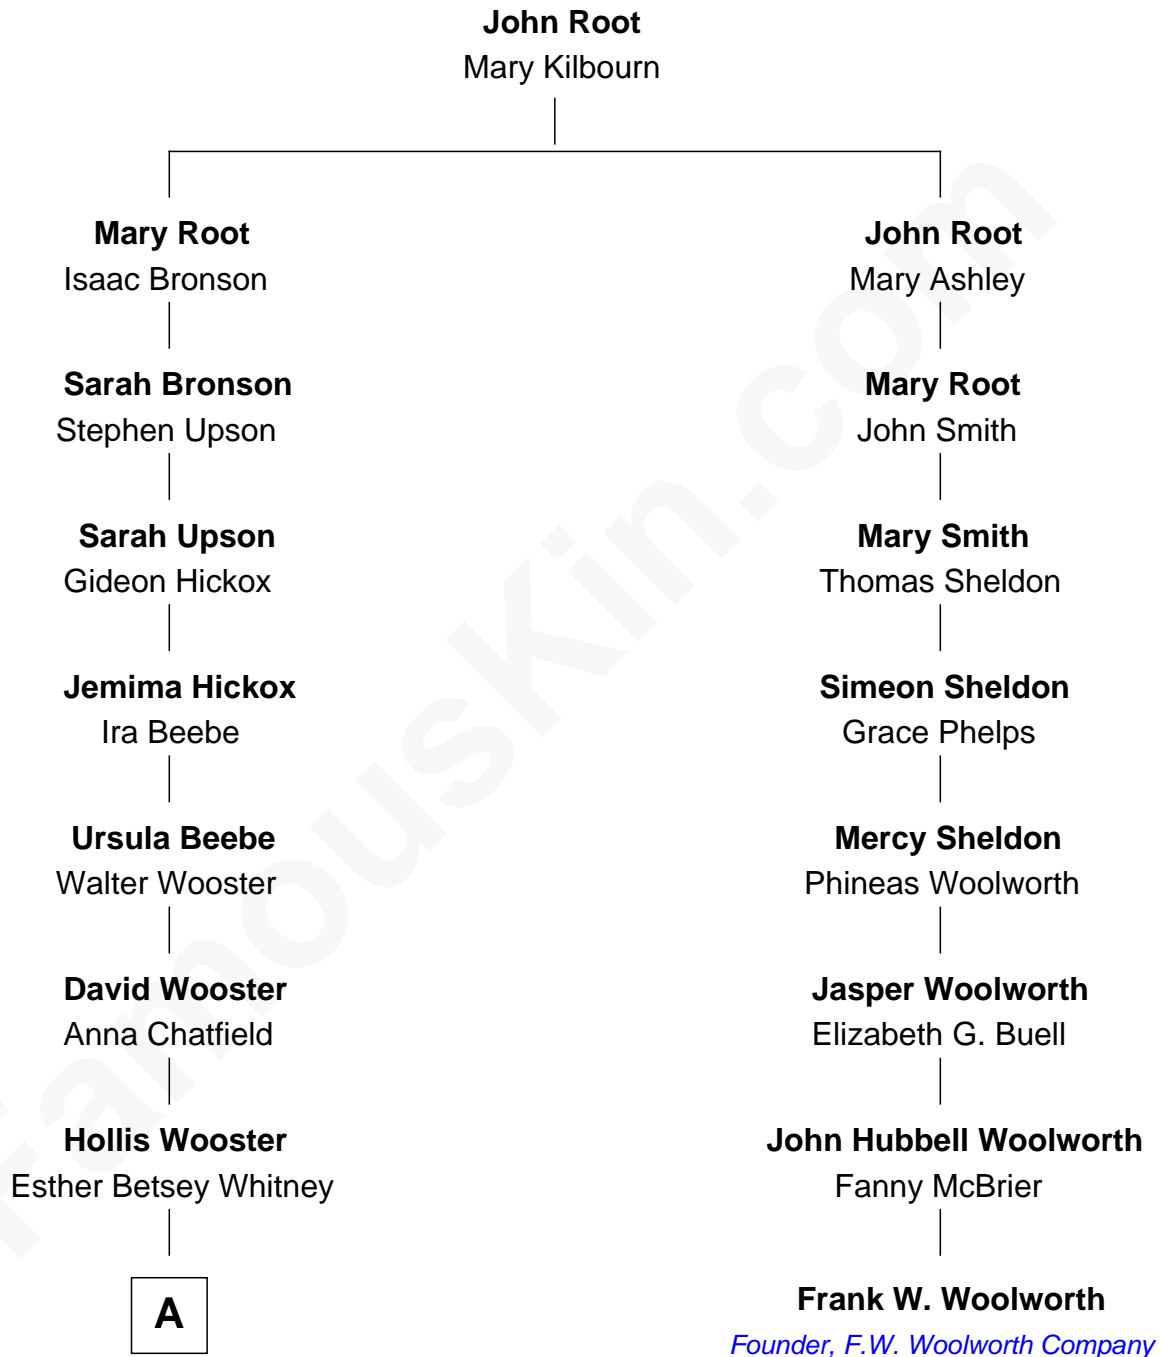 John Root
Mary Kilbourn
Mary Root
Isaac Bronson
Sarah Bronson
Stephen Upson
Sarah Upson
Gideon Hickox
Jemima Hickox
Ira Beebe
Ursula Beebe
Walter Wooster
David Wooster
Anna Chatfield
Hollis Wooster
Esther Betsey Whitney
A
John Root
Mary Ashley
Mary Root
John Smith
Mary Smith
Thomas Sheldon
Simeon Sheldon
Grace Phelps
Mercy Sheldon
Phineas Woolworth
Jasper Woolworth
Elizabeth G. Buell
John Hubbell Woolworth
Fanny McBrier
Frank W. Woolworth
Founder, F.W. Woolworth Company
FamousKin.com